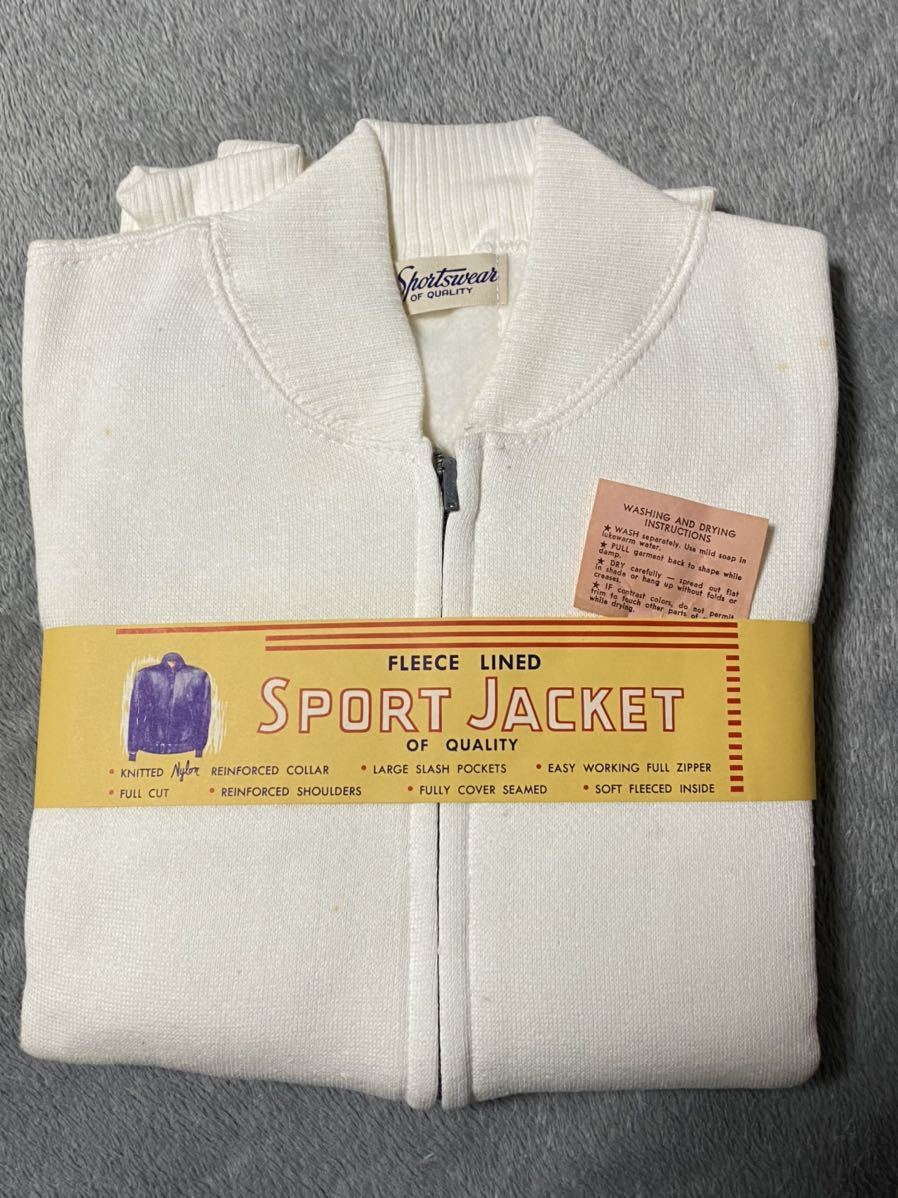 Sportswear
OF QUALITY
WASHING AND DRYING
INSTRUCTIONS
★ WASH separately. Use mild soap in
lukewarm water.
★ PULL garment back to shape while
damp.
★ DRY carefully — spread out flat
in shade or hang up without folds or
creases.
★ IF contrast colors, do not permit
trim to touch other parts of
while drying.
FLEECE LINED
SPORT JACKET
OF QUALITY
• KNITTED Nylon REINFORCED COLLAR • LARGE SLASH POCKETS • EASY WORKING FULL ZIPPER
• FULL CUT • REINFORCED SHOULDERS • FULLY COVER SEAMED • SOFT FLEECED INSIDE